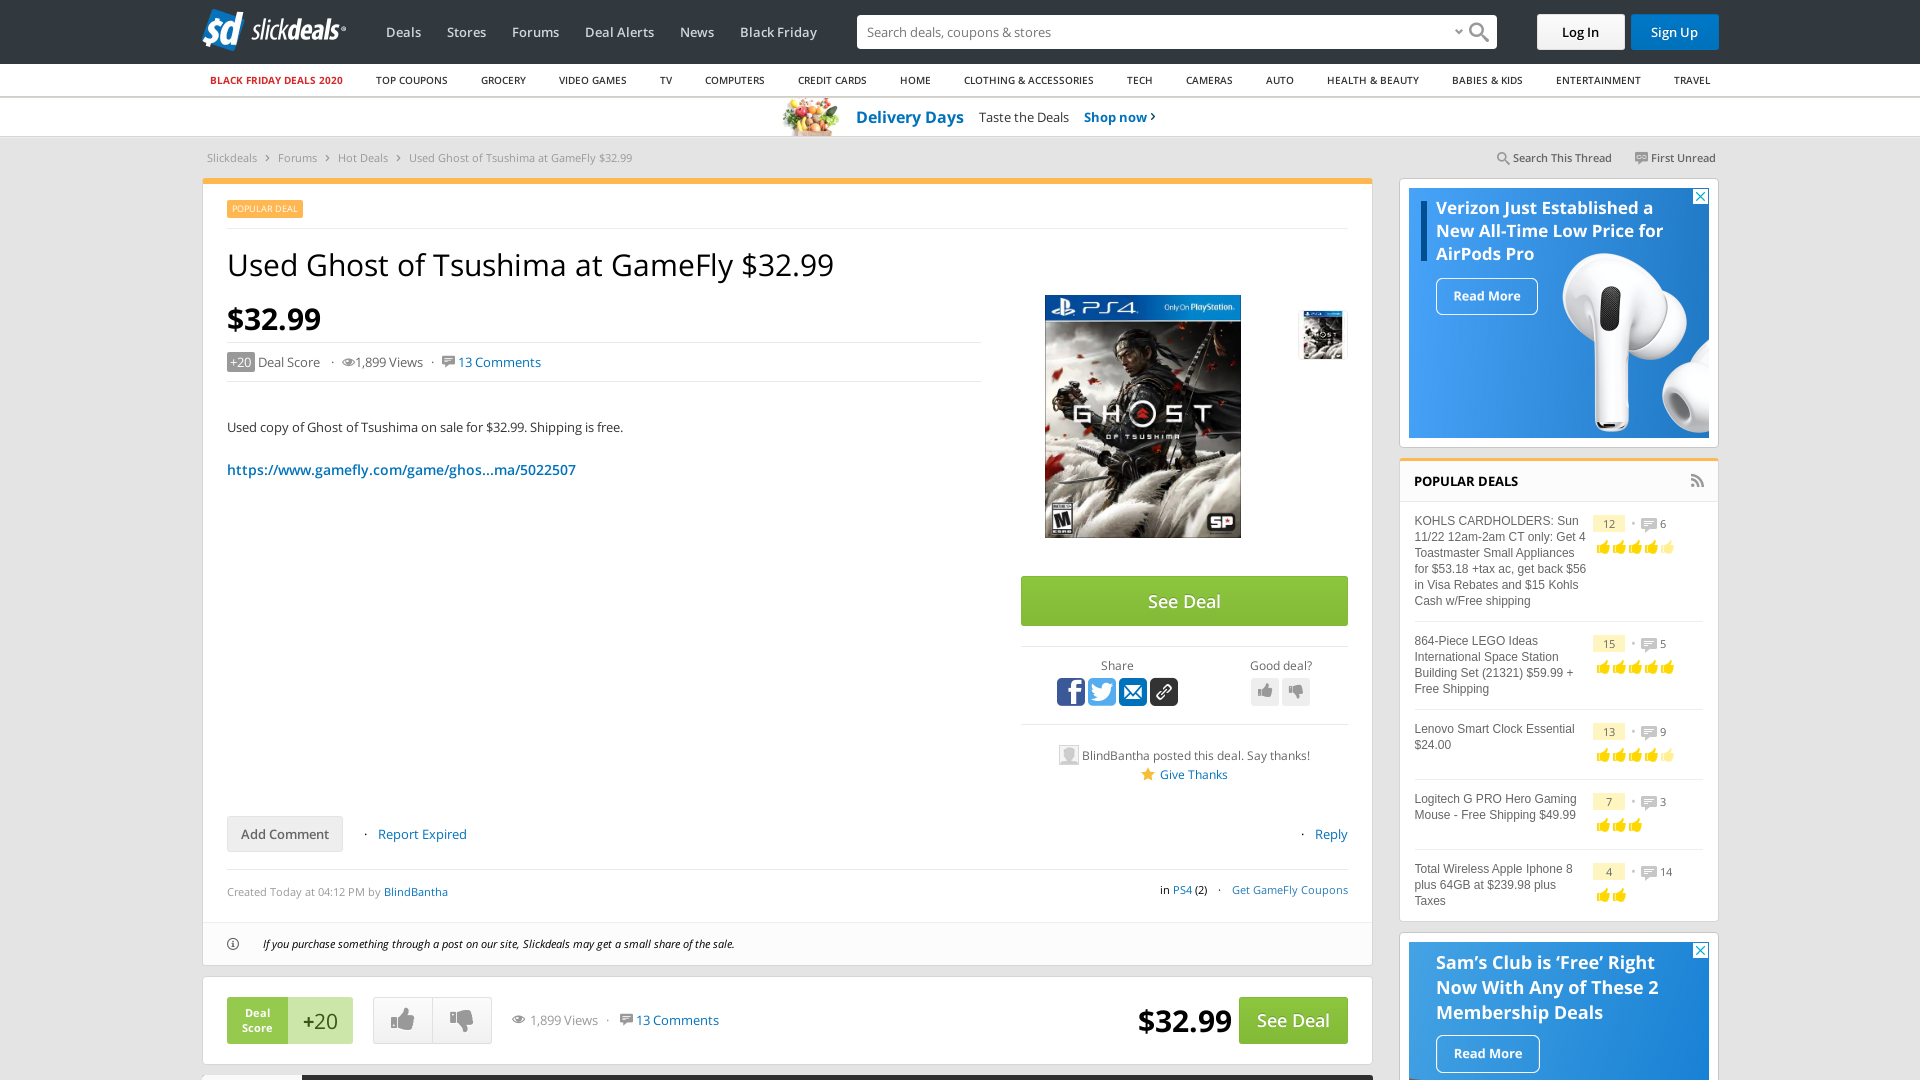 slickdeals
Deals
Stores
Forums
Deal Alerts
News
Black Friday
Search deals, coupons & stores
Log In
Sign Up
BLACK FRIDAY DEALS 2020
TOP COUPONS
GROCERY
VIDEO GAMES
TV
COMPUTERS
CREDIT CARDS
HOME
CLOTHING & ACCESSORIES
TECH
CAMERAS
AUTO
HEALTH & BEAUTY
BABIES & KIDS
ENTERTAINMENT
TRAVEL
Delivery Days Taste the Deals Shop now ›
Slickdeals › Forums › Hot Deals › Used Ghost of Tsushima at GameFly $32.99
Search This Thread
First Unread
POPULAR DEAL
Used Ghost of Tsushima at GameFly $32.99
$32.99
+20 Deal Score · 1,899 Views · 13 Comments
Used copy of Ghost of Tsushima on sale for $32.99. Shipping is free.
https://www.gamefly.com/game/ghos...ma/5022507
PS4 Only On PlayStation.
GHOST
OF TSUSHIMA
M
SP
See Deal
Share
Good deal?
BlindBantha posted this deal. Say thanks!
Give Thanks
Add Comment · Report Expired
· Reply
Created Today at 04:12 PM by BlindBantha
in PS4 (2) · Get GameFly Coupons
If you purchase something through a post on our site, Slickdeals may get a small share of the sale.
Deal
Score
+20
1,899 Views · 13 Comments
$32.99
See Deal
Verizon Just Established a
New All-Time Low Price for
AirPods Pro
Read More
POPULAR DEALS
KOHLS CARDHOLDERS: Sun
11/22 12am-2am CT only: Get 4
Toastmaster Small Appliances
for $53.18 +tax ac, get back $56
in Visa Rebates and $15 Kohls
Cash w/Free shipping
12 • 6
864-Piece LEGO Ideas
International Space Station
Building Set (21321) $59.99 +
Free Shipping
15 • 5
Lenovo Smart Clock Essential
$24.00
13 • 9
Logitech G PRO Hero Gaming
Mouse - Free Shipping $49.99
7 • 3
Total Wireless Apple Iphone 8
plus 64GB at $239.98 plus
Taxes
4 • 14
Sam's Club is ‘Free’ Right
Now With Any of These 2
Membership Deals
Read More